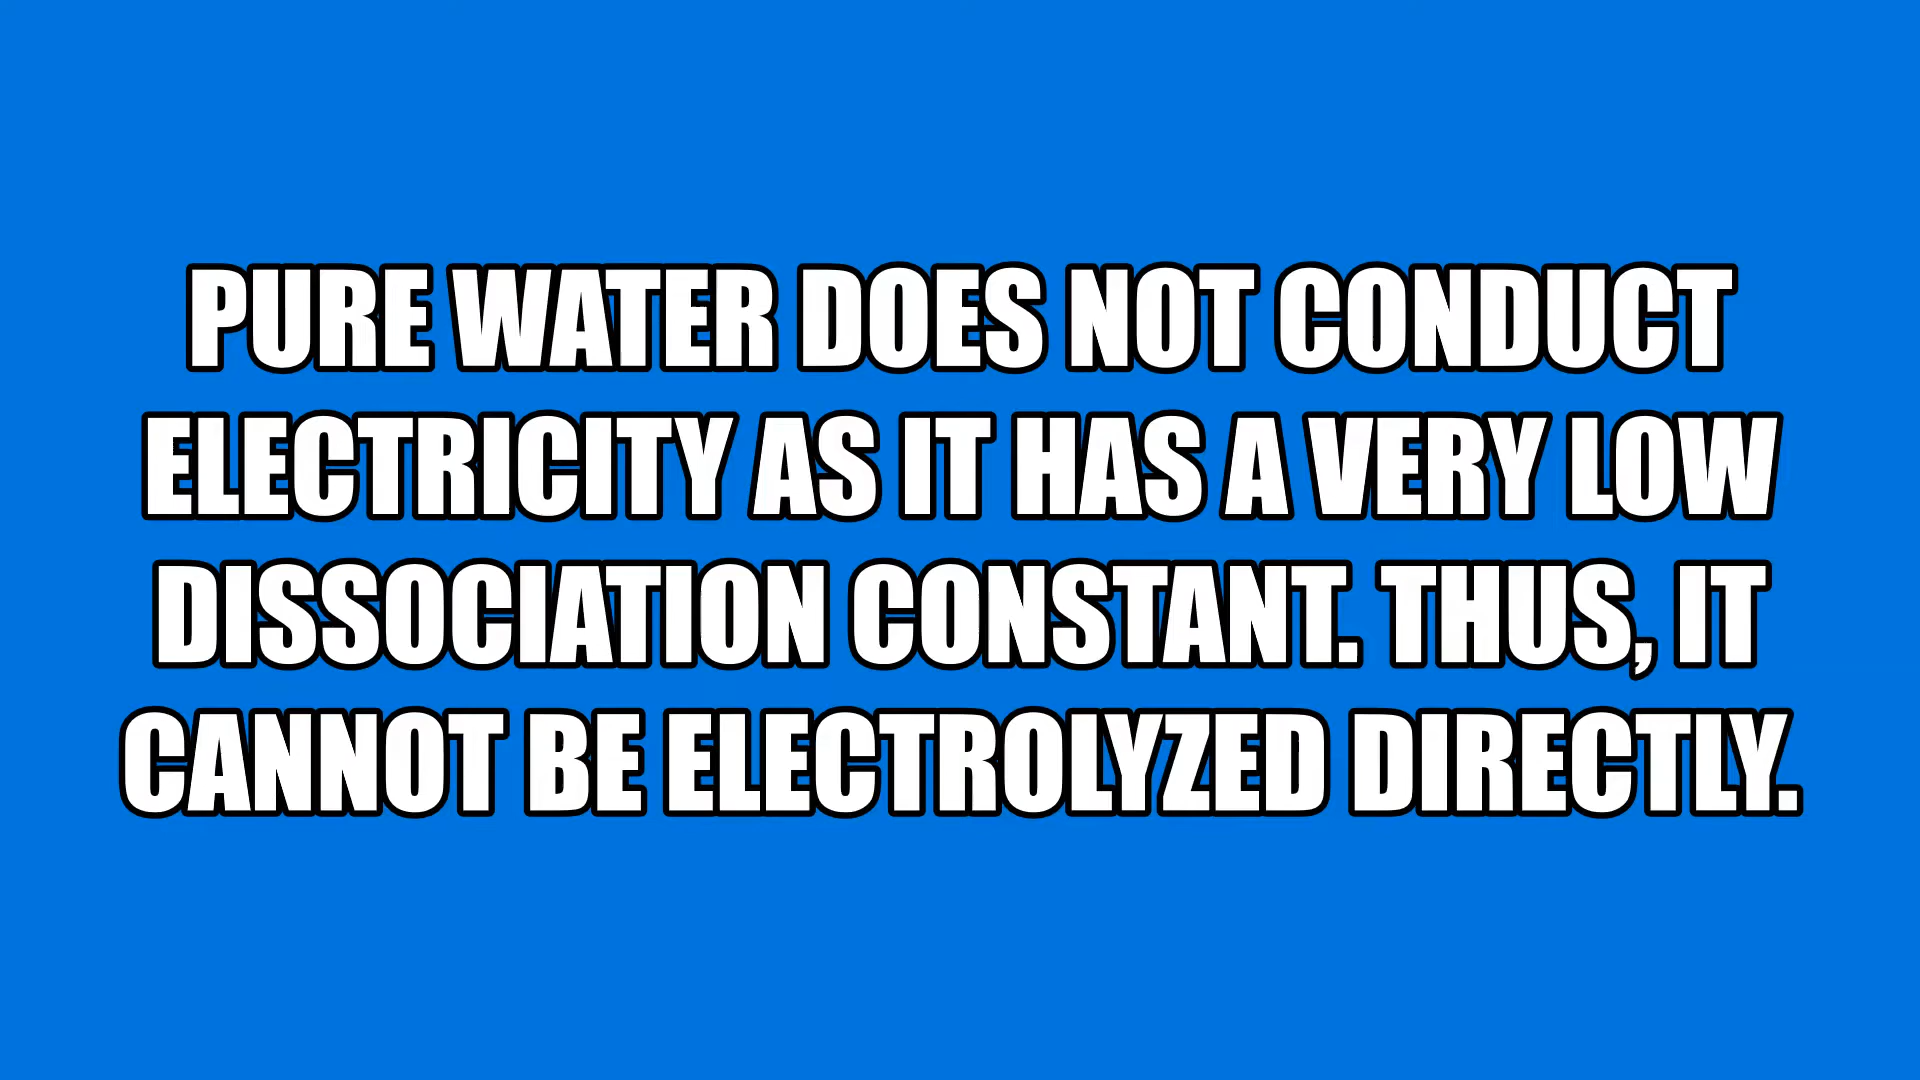 PURE WATER DOES NOT CONDUCT
ELECTRICITY AS IT HAS A VERY LOW
DISSOCIATION CONSTANT. THUS, IT
CANNOT BE ELECTROLYZED DIRECTLY.